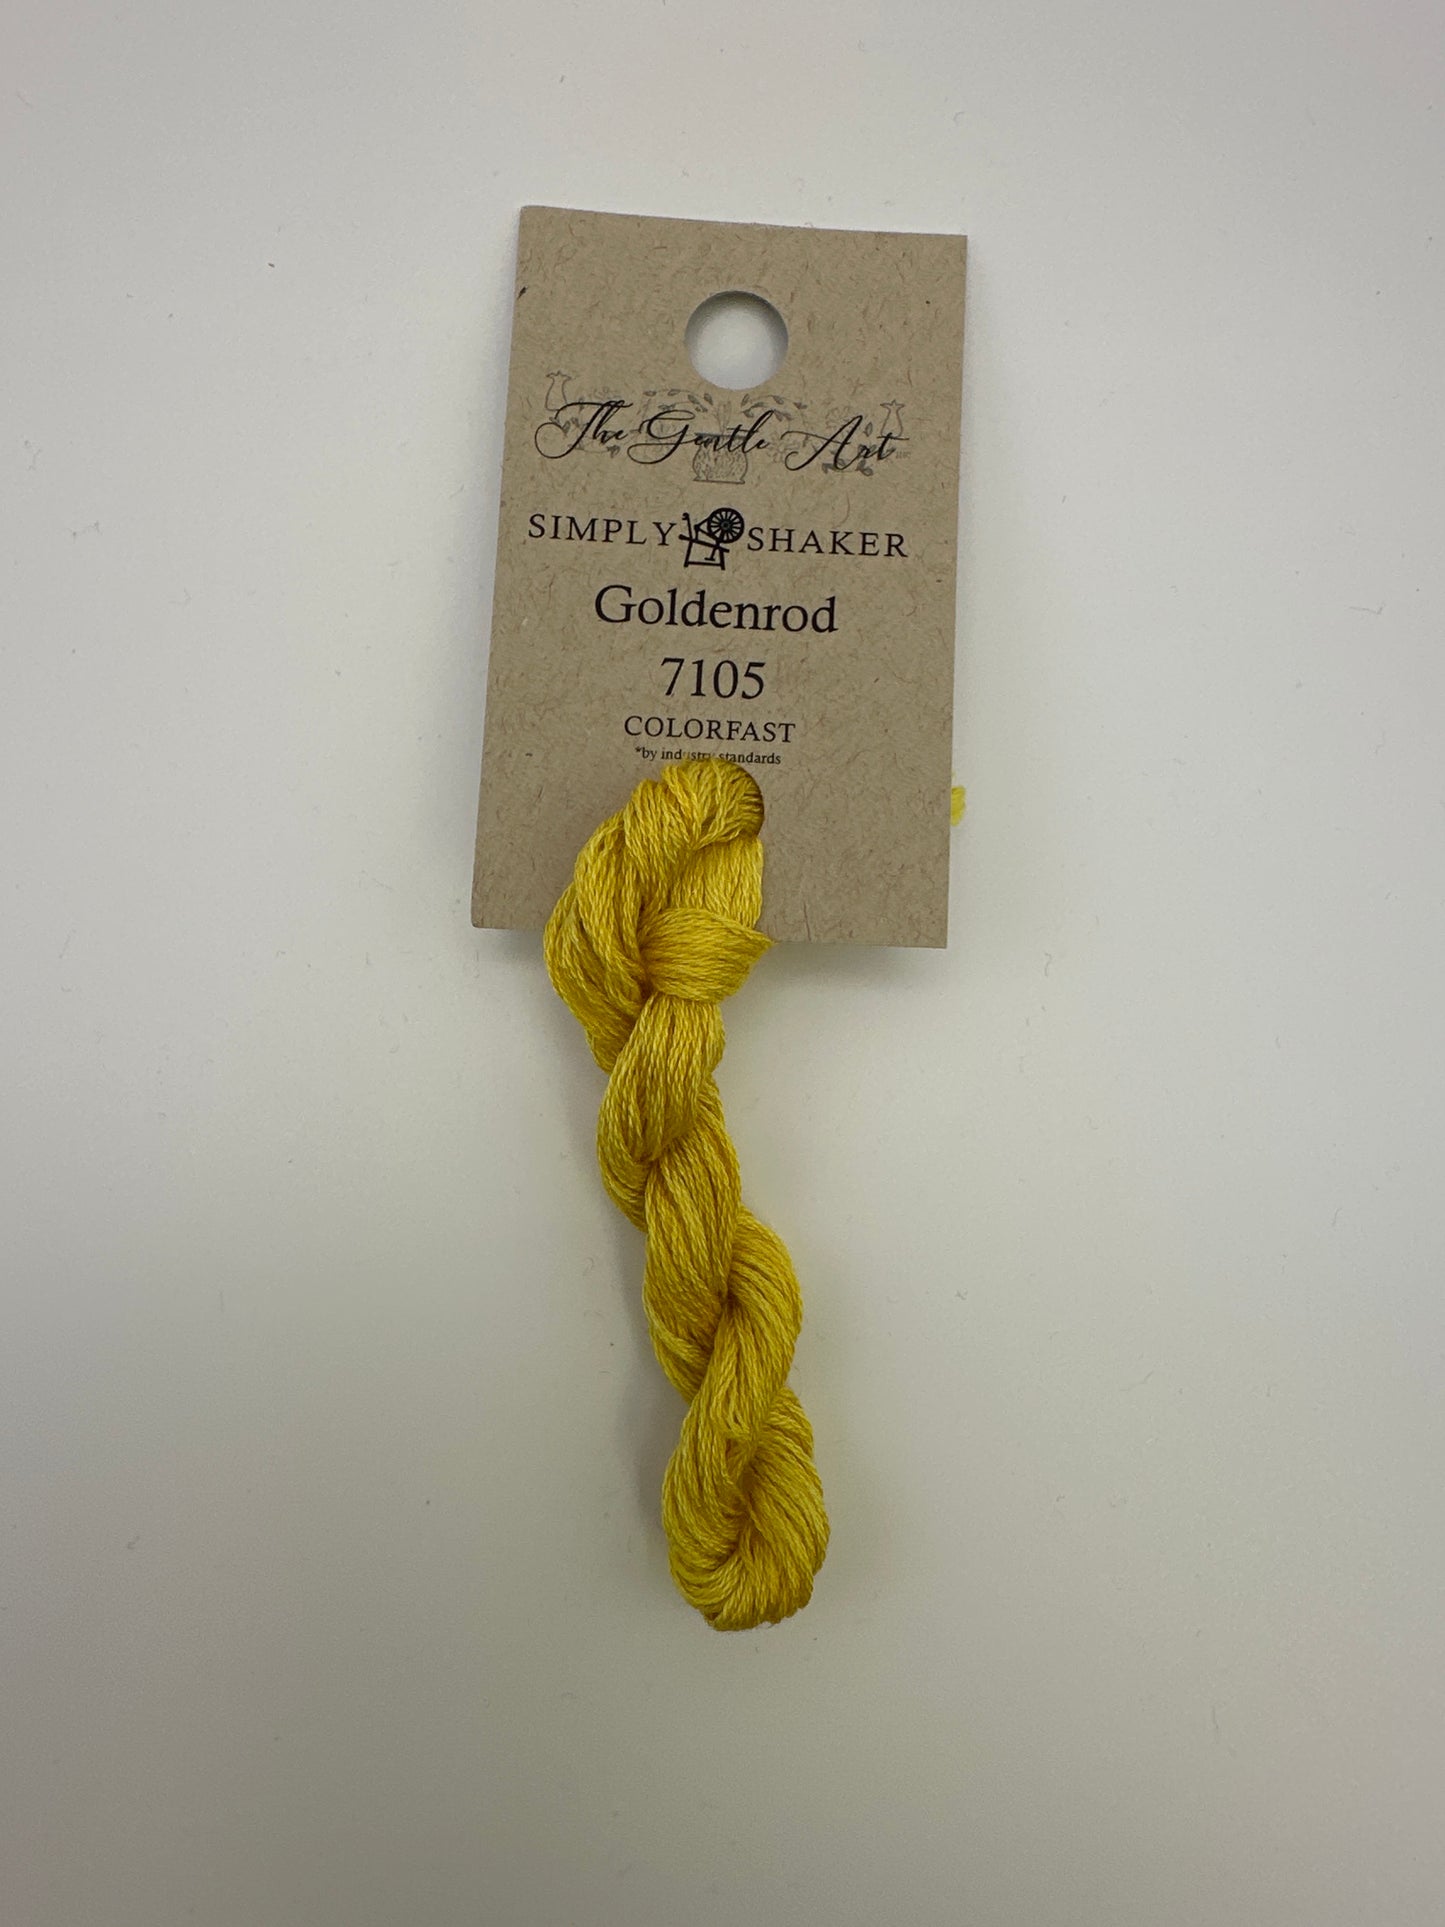 The Gentle Art
SIMPLY SHAKER
Goldenrod
7105
COLORFAST
*by industry standards